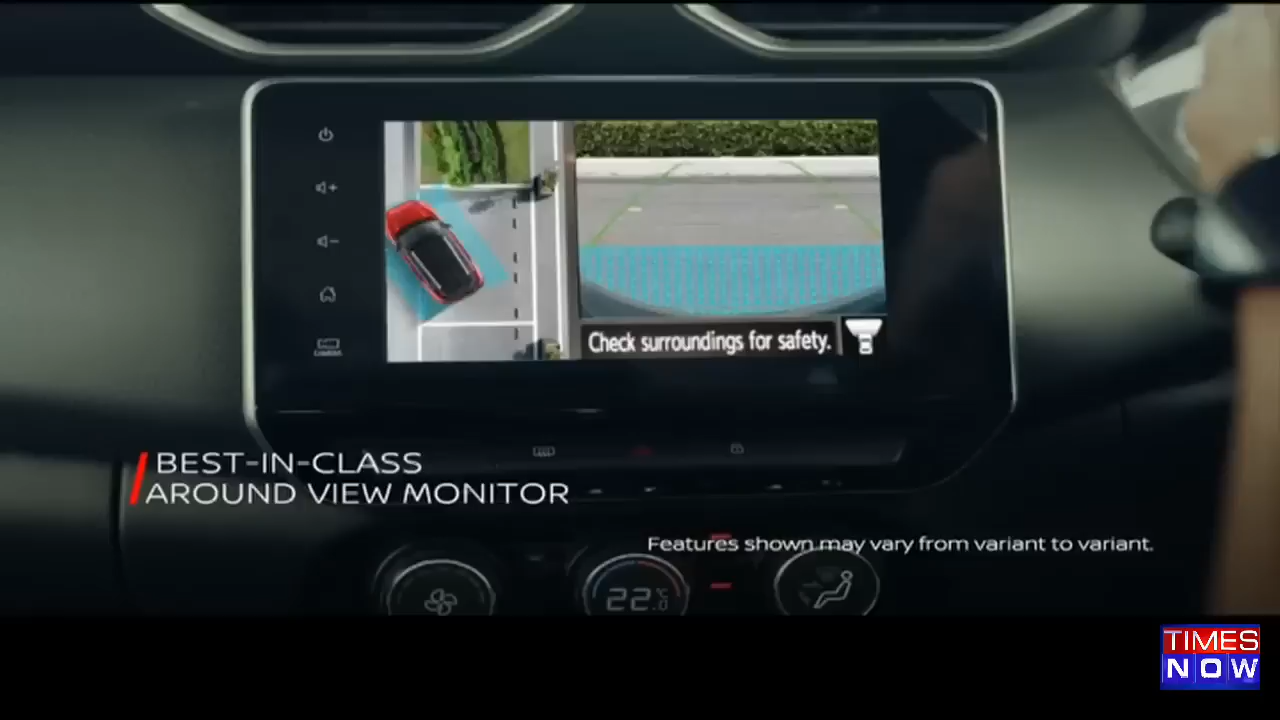 CAMERA
Check surroundings for safety.
BEST-IN-CLASS
AROUND VIEW MONITOR
Features shown may vary from variant to variant.
22.
TIMES
NOW